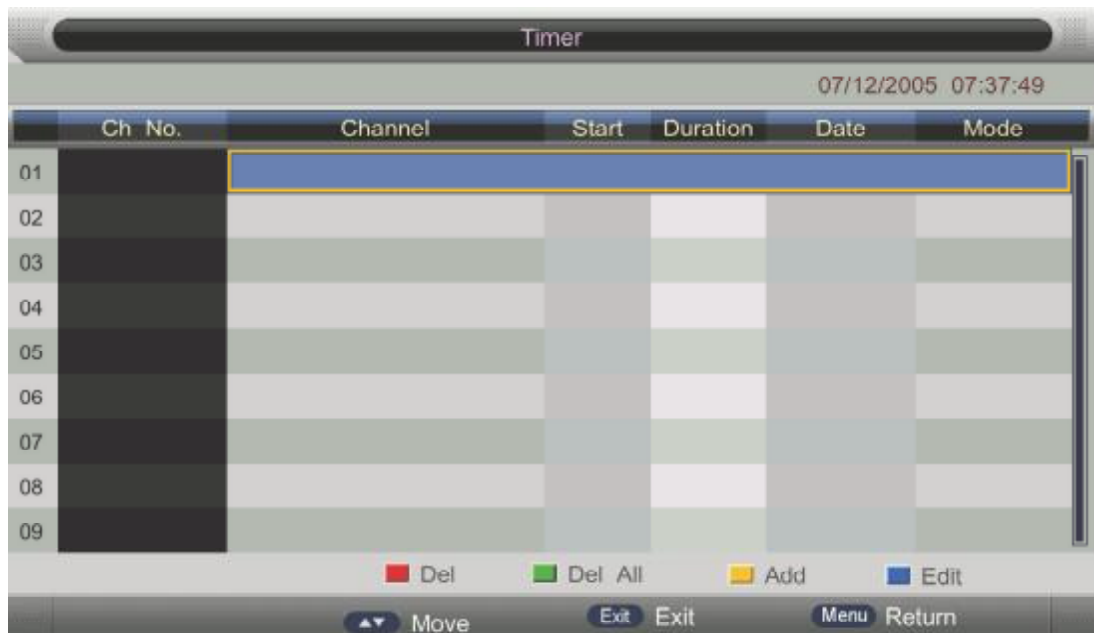 Timer
07/12/2005 07:37:49
Ch No. Channel Start Duration Date Mode
01
02
03
04
05
06
07
08
09
Del Del All Add Edit
Move Exit Exit Menu Return